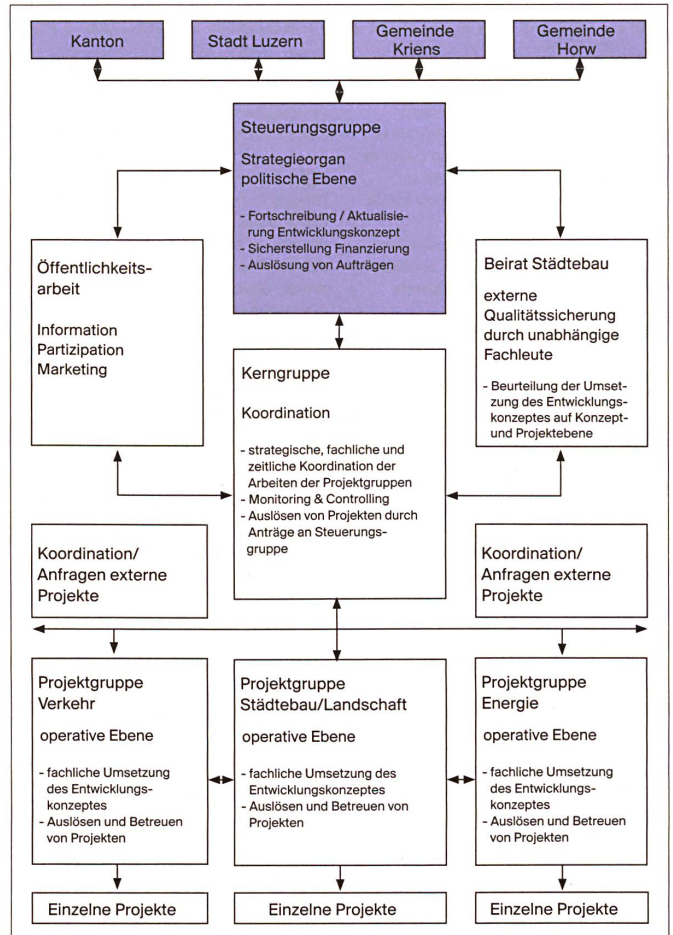 Kanton
Stadt Luzern
Gemeinde
Kriens
Gemeinde
Horw
Steuerungsgruppe
Strategieorgan
politische Ebene
- Fortschreibung / Aktualisie-
rung Entwicklungskonzept
- Sicherstellung Finanzierung
- Auslösung von Aufträgen
Öffentlichkeits-
arbeit
Information
Partizipation
Marketing
Beirat Städtebau
externe
Qualitätssicherung
durch unabhängige
Fachleute
- Beurteilung der Umset-
zung des Entwicklungs-
konzeptes auf Konzept-
und Projektebene
Kerngruppe
Koordination
- strategische, fachliche und
zeitliche Koordination der
Arbeiten der Projektgruppen
- Monitoring & Controlling
- Auslösen von Projekten durch
Anträge an Steuerungs-
gruppe
Koordination/
Anfragen externe
Projekte
Koordination/
Anfragen externe
Projekte
Projektgruppe
Verkehr
operative Ebene
- fachliche Umsetzung
des Entwicklungs-
konzeptes
- Auslösen und Betreuen
von Projekten
Projektgruppe
Städtebau/Landschaft
operative Ebene
- fachliche Umsetzung des
Entwicklungskonzeptes
- Auslösen und Betreuen von
Projekten
Projektgruppe
Energie
operative Ebene
- fachliche Umsetzung
des Entwicklungs-
konzeptes
- Auslösen und Betreuen
von Projekten
Einzelne Projekte
Einzelne Projekte
Einzelne Projekte